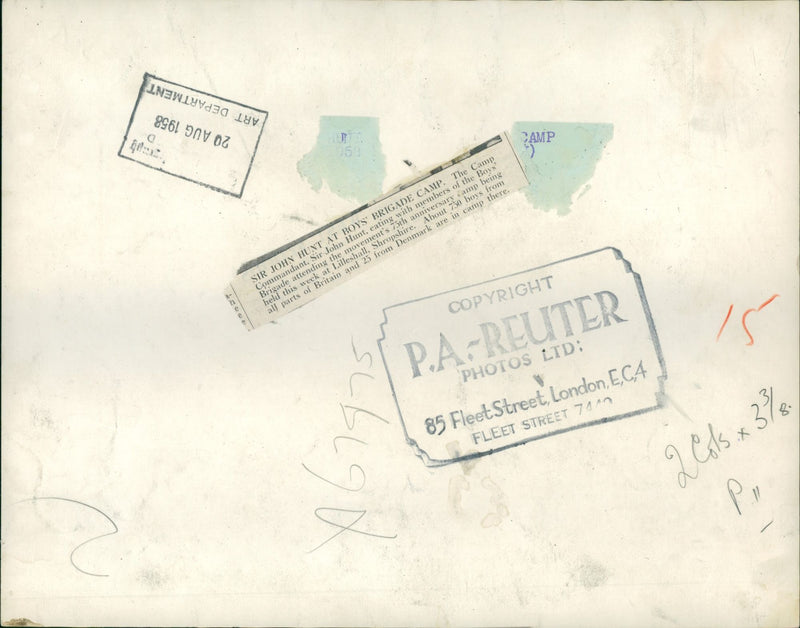 ART DEPARTMENT
20 AUG 1958
D
1958
CAMP
SIR JOHN HUNT AT BOYS' BRIGADE CAMP. The Camp
Commandant, Sir John Hunt, eating with members of the Boys'
Brigade attending the movement's 75th anniversary camp being
held this week at Lilleshall, Shropshire. About 750 boys from
all parts of Britain and 25 from Denmark are in camp there.
COPYRIGHT
P.A.-REUTER
PHOTOS LTD:
85 Fleet Street, London, E.C,4
FLEET STREET 7440
15
A67975
2 Cols x 3 3/8
P. 11